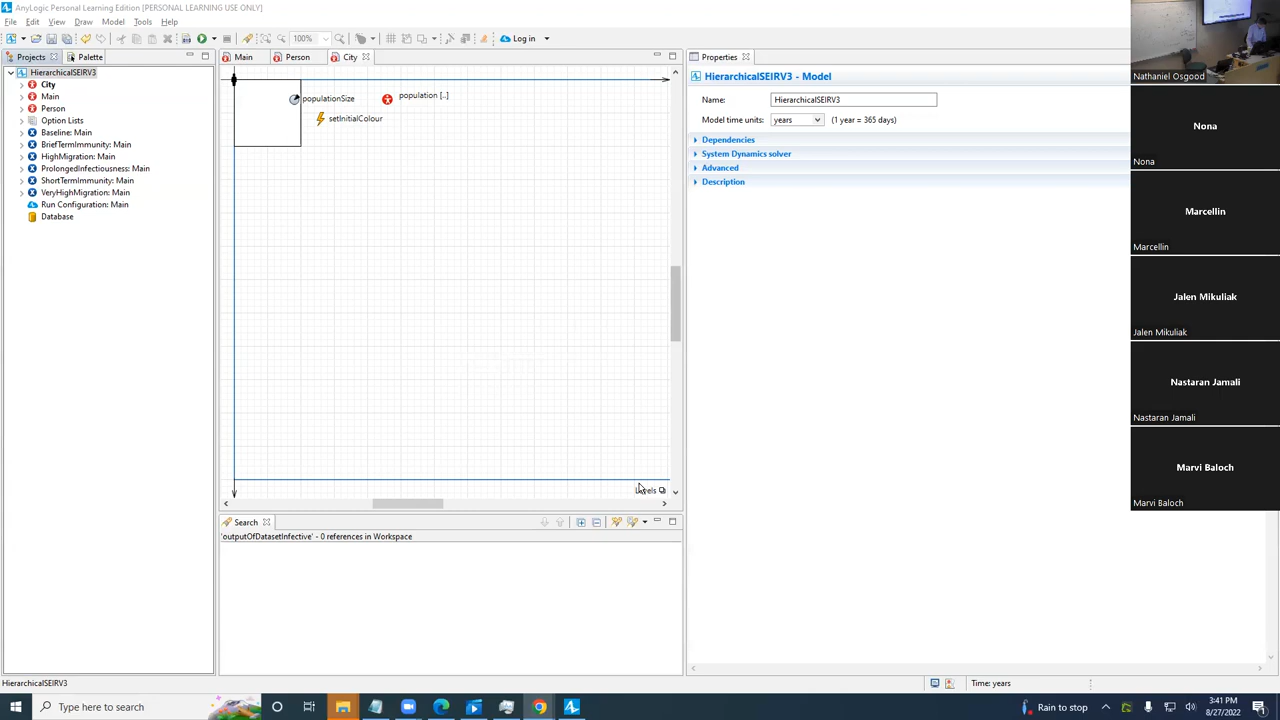 AnyLogic Personal Learning Edition [PERSONAL LEARNING USE ONLY]
File Edit View Draw Model Tools Help
100%
Log in
Projects
Palette
Main
Person
City
Properties
HierarchicalSEIRV3
City
Main
Person
Option Lists
Baseline: Main
BriefTermImmunity: Main
HighMigration: Main
ProlongedInfectiousness: Main
ShortTermImmunity: Main
VeryHighMigration: Main
Run Configuration: Main
Database
populationSize
population [..]
setInitialColour
Levels
Search
'outputOfDatasetInfective' - 0 references in Workspace
HierarchicalSEIRV3 - Model
Name:
HierarchicalSEIRV3
Model time units:
years
(1 year = 365 days)
Dependencies
System Dynamics solver
Advanced
Description
Nathaniel Osgood
Nona
Nona
Marcellin
Marcellin
Jalen Mikuliak
Jalen Mikuliak
Nastaran Jamali
Nastaran Jamali
Marvi Baloch
Marvi Baloch
HierarchicalSEIRV3
Time: years
Type here to search
Rain to stop
3:41 PM
8/27/2022